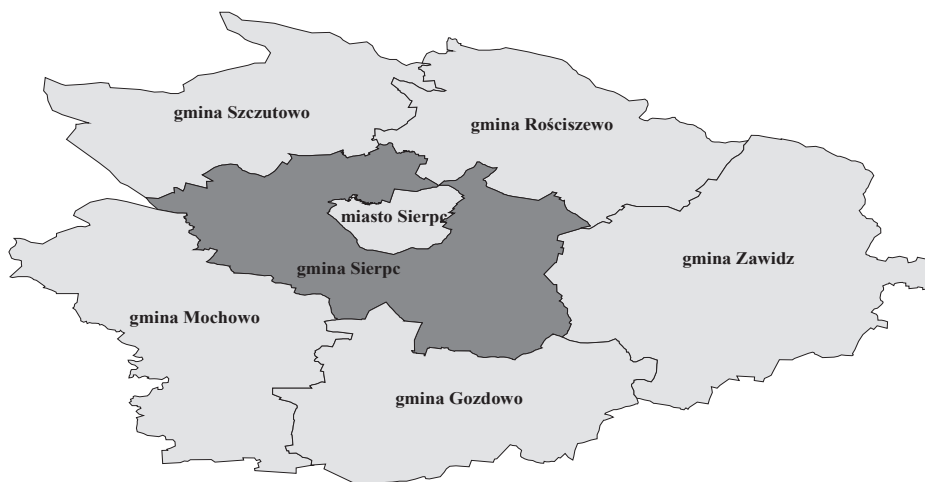 gmina Szczutowo
gmina Rościszewo
miasto Sierpc
gmina Zawidz
gmina Sierpc
gmina Mochowo
gmina Gozdowo